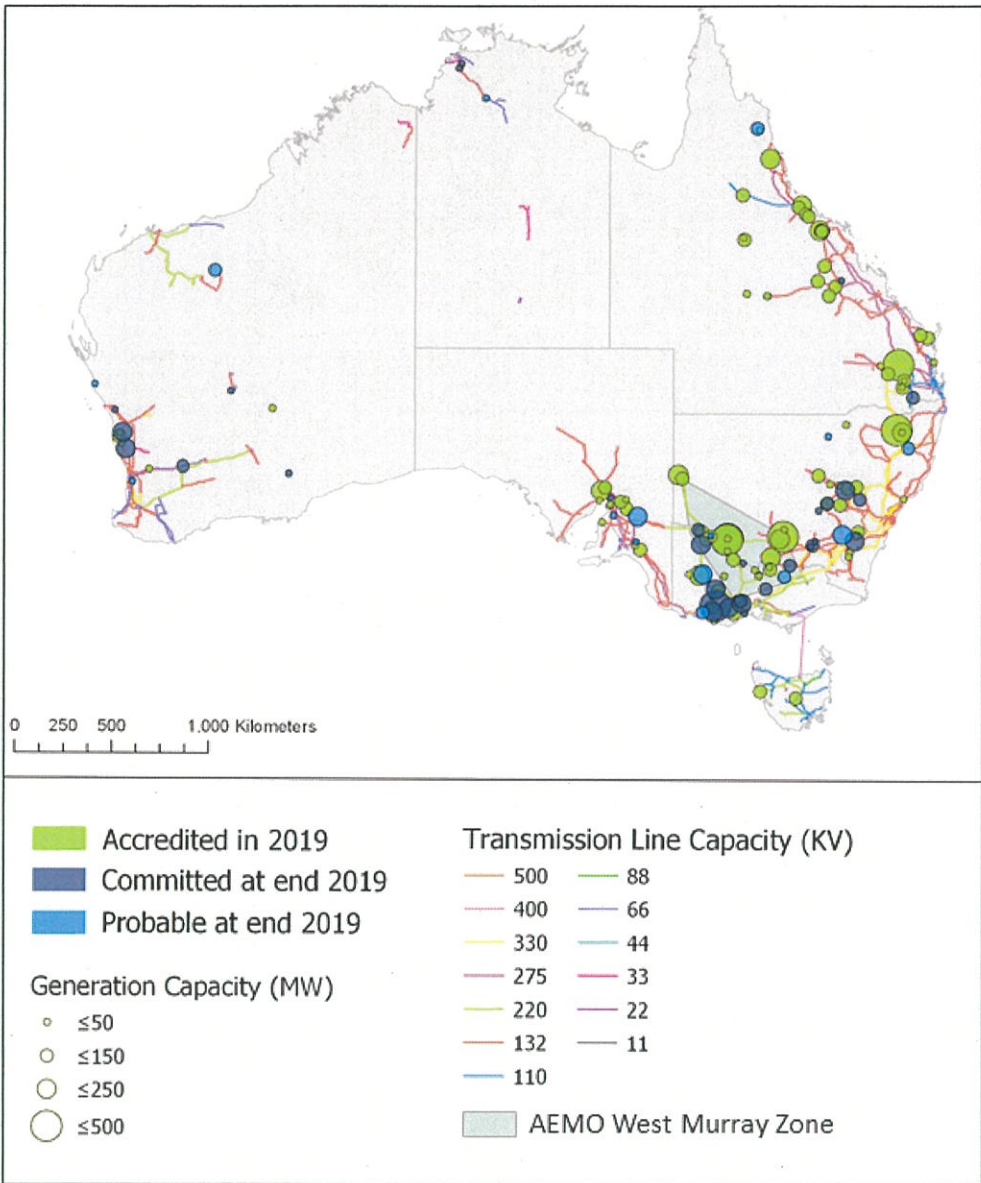 0 250 500 1,000 Kilometers
Accredited in 2019
Committed at end 2019
Probable at end 2019
Generation Capacity (MW)
≤50
≤150
≤250
≤500
Transmission Line Capacity (KV)
500 88
400 66
330 44
275 33
220 22
132 11
110
AEMO West Murray Zone